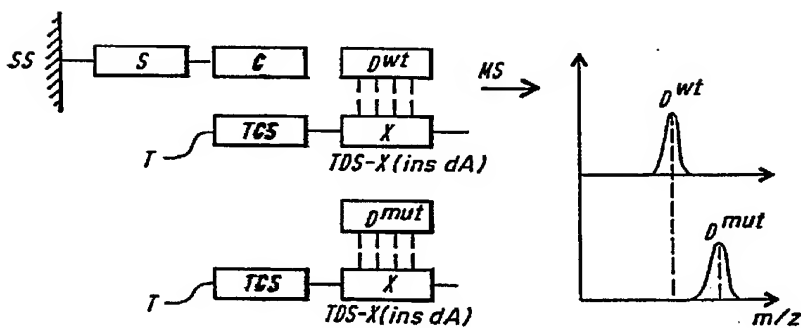 SS
S
C
D^wt
MS
D^wt
T
TCS
X
TDS-X (ins dA)
D^mut
D^mut
T
TCS
X
TDS-X (ins dA)
m/z